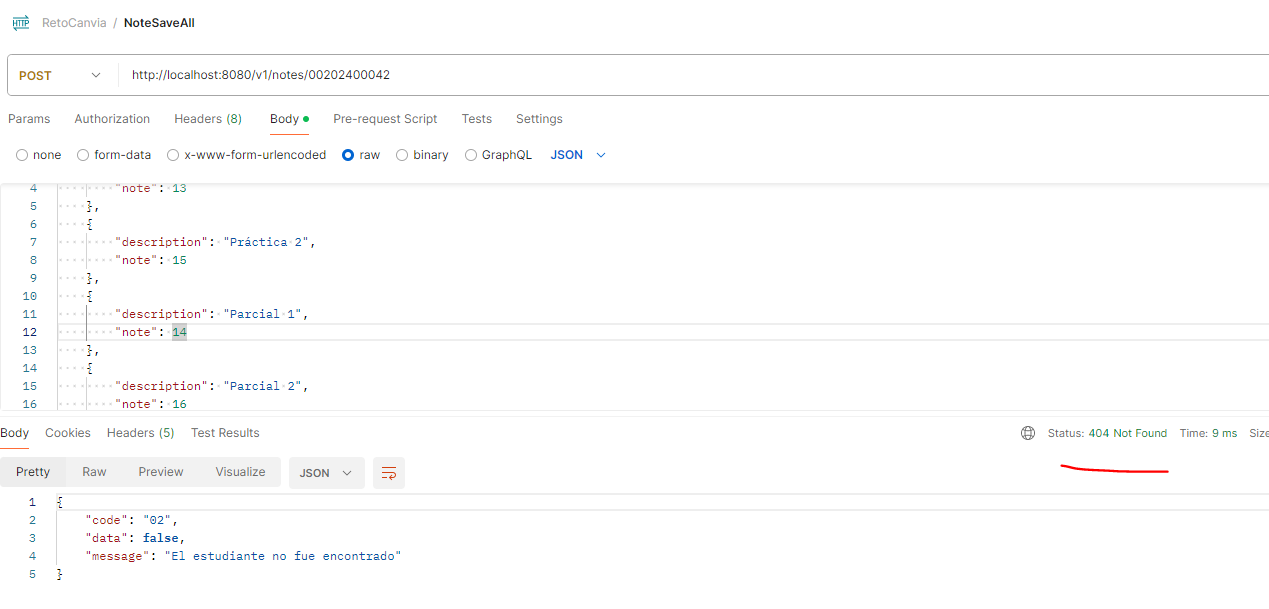 HTTP RetoCanvia / NoteSaveAll
POST http://localhost:8080/v1/notes/00202400042
Params Authorization Headers (8) Body Pre-request Script Tests Settings
none form-data x-www-form-urlencoded raw binary GraphQL JSON
4 "note": 13
5 },
6 {
7 "description": "Práctica 2",
8 "note": 15
9 },
10 {
11 "description": "Parcial 1",
12 "note": 14
13 },
14 {
15 "description": "Parcial 2",
16 "note": 16
Body Cookies Headers (5) Test Results Status: 404 Not Found Time: 9 ms Size
Pretty Raw Preview Visualize JSON
1 {
2 "code": "02",
3 "data": false,
4 "message": "El estudiante no fue encontrado"
5 }